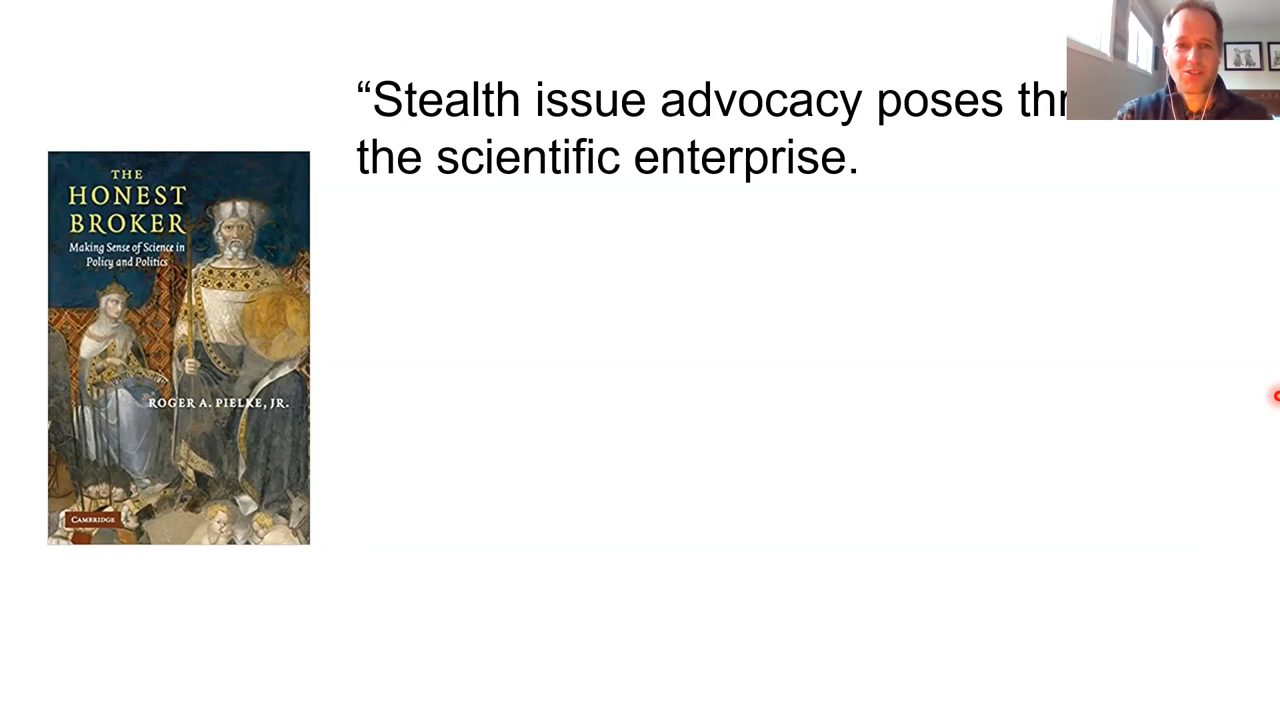 “Stealth issue advocacy poses
the scientific enterprise.
THE
HONEST
BROKER
Making Sense of Science in
Policy and Politics
ROGER A. PIELKE, JR.
CAMBRIDGE